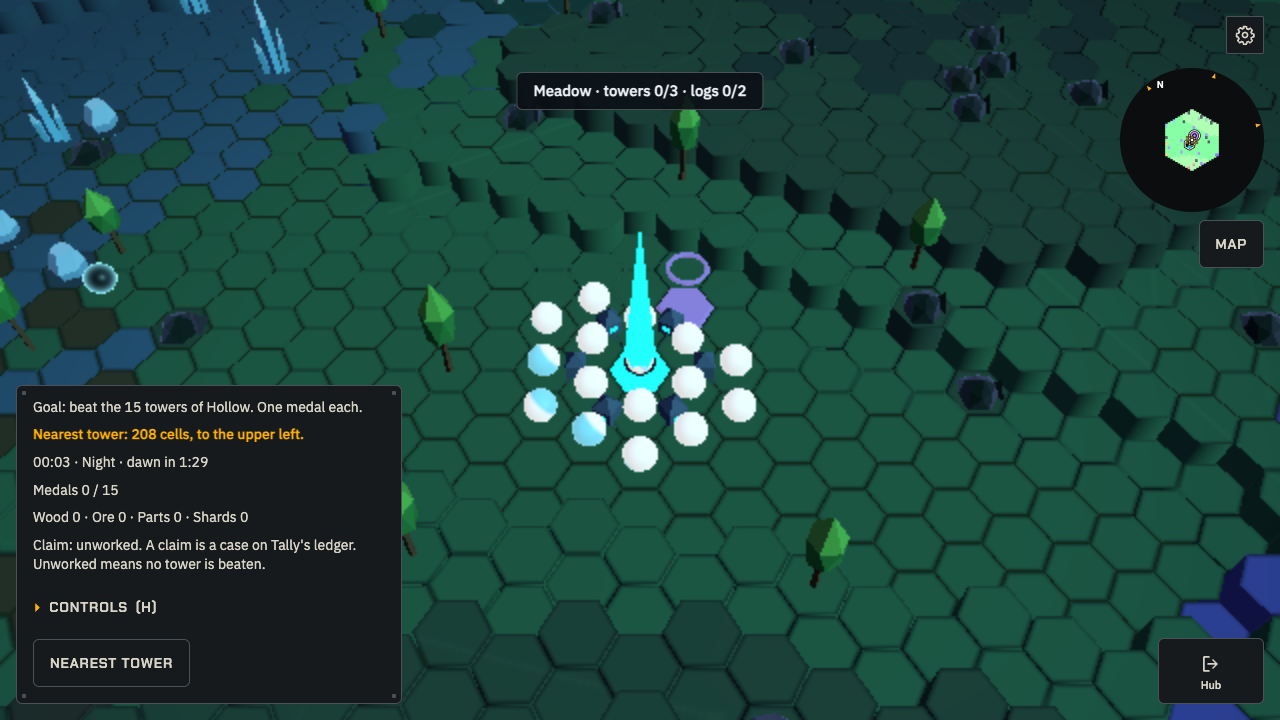 Meadow · towers 0/3 · logs 0/2
N
MAP
Goal: beat the 15 towers of Hollow. One medal each.
Nearest tower: 208 cells, to the upper left.
00:03 · Night · dawn in 1:29
Medals 0 / 15
Wood 0 · Ore 0 · Parts 0 · Shards 0
Claim: unworked. A claim is a case on Tally's ledger.
Unworked means no tower is beaten.
CONTROLS (H)
NEAREST TOWER
Hub